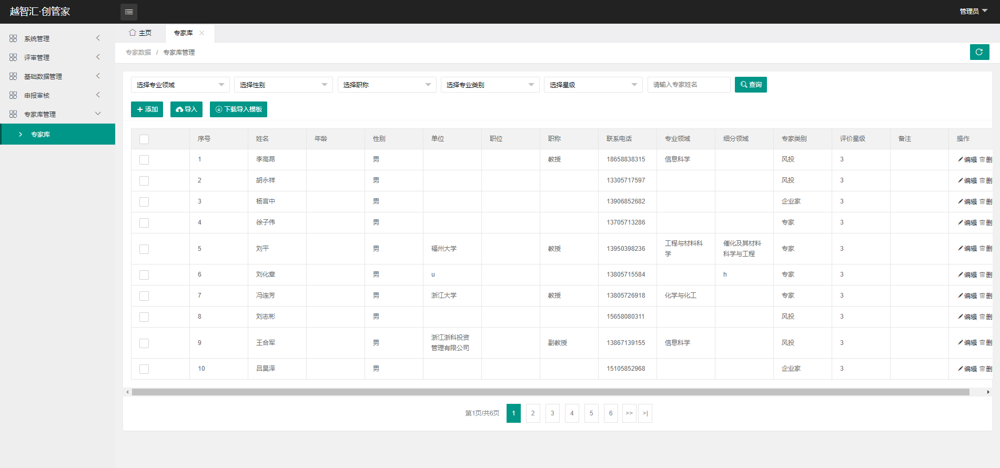 越智汇·创管家
管理员
系统管理
评审管理
基础数据管理
申报审核
专家库管理
专家库
主页 专家库
专家数据 / 专家库管理
选择专业领域 选择性别 选择职称 选择专业类别 选择星级 请输入专家姓名 查询
添加 导入 下载导入模板
序号 姓名 年龄 性别 单位 职位 职称 联系电话 专业领域 细分领域 专家类别 评价星级 备注 操作
1 李高昂 男 教授 18658838315 信息科学 风投 3 编辑 删
2 胡永祥 男 13305717597 风投 3 编辑 删
3 杨言中 男 13906852682 企业家 3 编辑 删
4 徐子伟 男 13705713286 专家 3 编辑 删
5 刘平 男 福州大学 教授 13950398236 工程与材料科 催化及其材料 专家 3 编辑 删
学 科学与工程
6 刘化章 男 u 13805715584 h 专家 3 编辑 删
7 冯连芳 男 浙江大学 教授 13805726918 化学与化工 专家 3 编辑 删
8 刘志彬 男 15658080311 风投 3 编辑 删
9 王合军 男 浙江浙科投资 副教授 13867139155 信息科学 风投 3 编辑 删
管理有限公司
10 吕昊泽 男 15105852968 企业家 3 编辑 删
第1页/共6页 1 2 3 4 5 6 >> >|